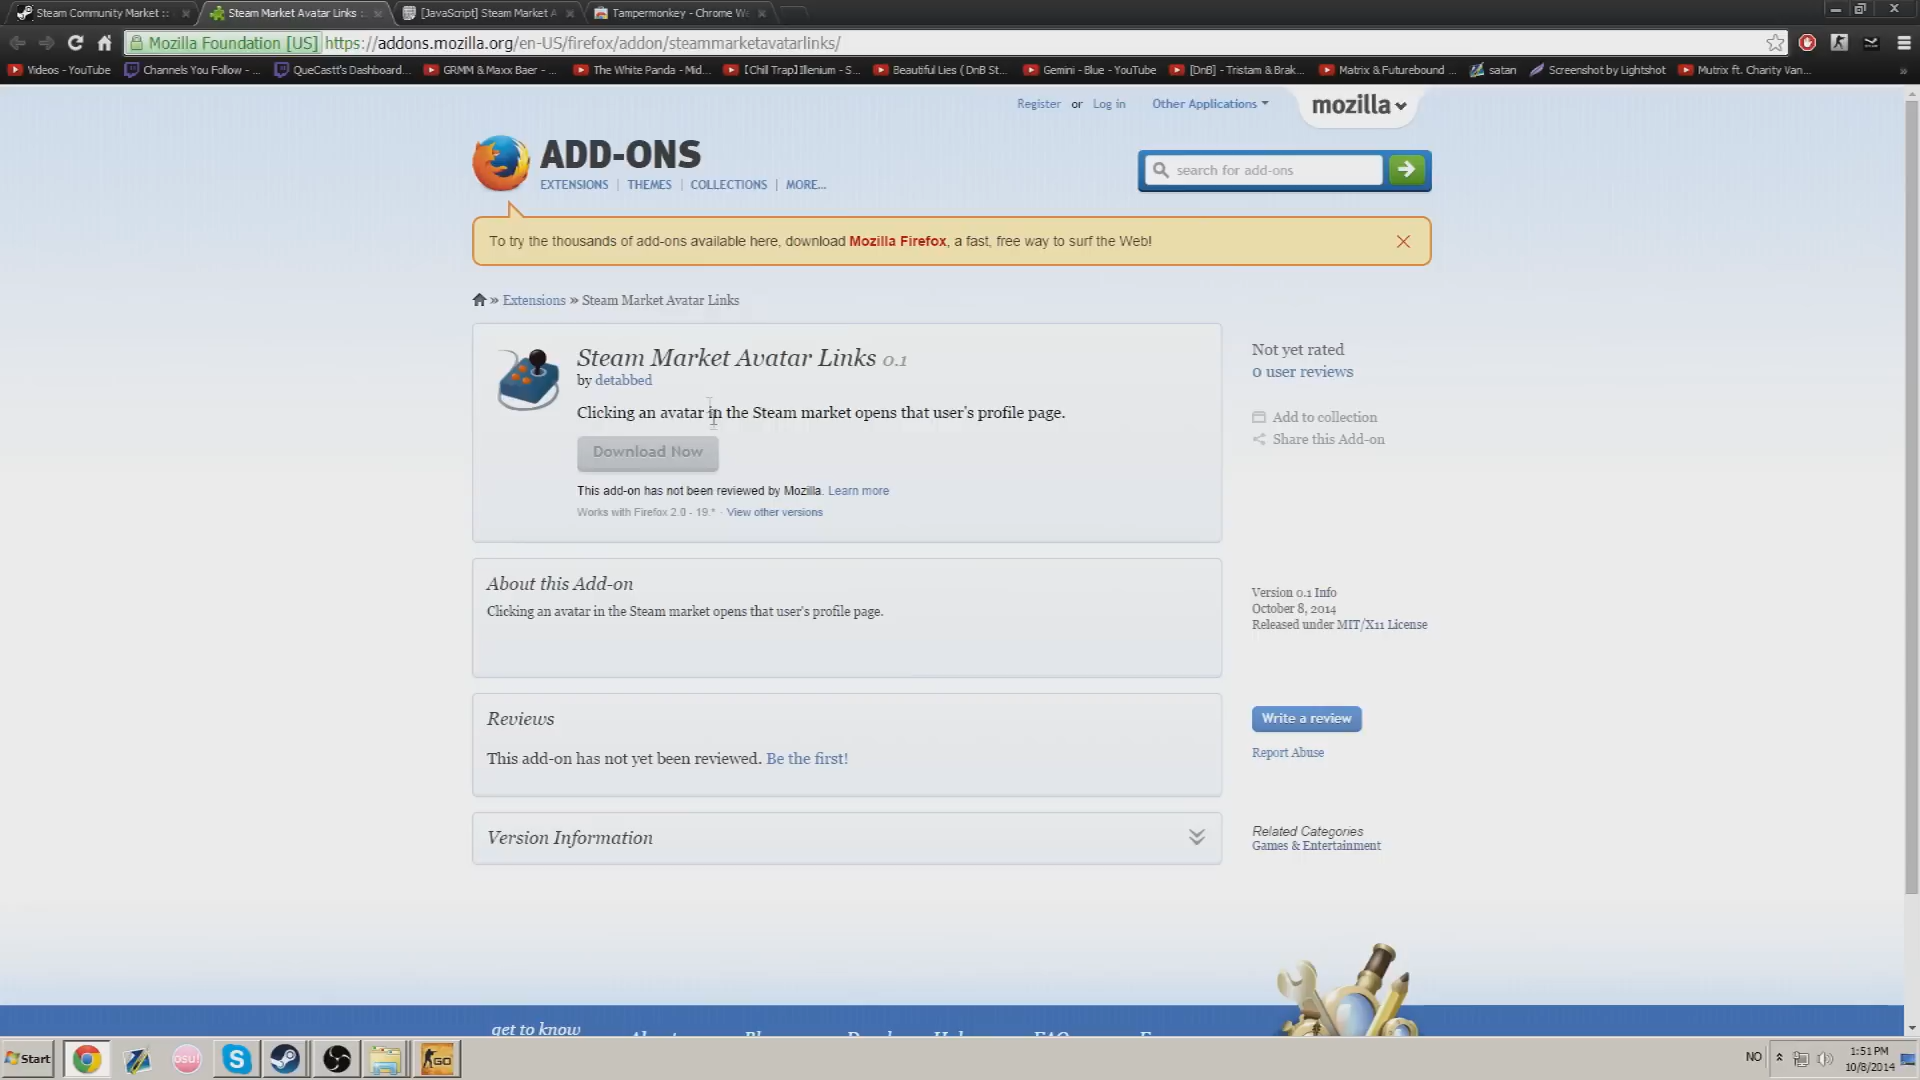 Steam Community Market ::
Steam Market Avatar Links :
[JavaScript] Steam Market A
Tampermonkey - Chrome We
Mozilla Foundation [US]
https://addons.mozilla.org/en-US/firefox/addon/steammarketavatarlinks/
Videos - YouTube
Channels You Follow - ...
QueCastt's Dashboard...
GRMM & Maxx Baer - ...
The White Panda - Mid...
[Chill Trap] Illenium - S...
Beautiful Lies ( DnB St...
Gemini - Blue - YouTube
[DnB] - Tristam & Brak...
Matrix & Futurebound ...
satan
Screenshot by Lightshot
Mutrix ft. Charity Van...
»
Register or Log in
Other Applications
mozilla
ADD-ONS
EXTENSIONS | THEMES | COLLECTIONS | MORE...
search for add-ons
To try the thousands of add-ons available here, download Mozilla Firefox, a fast, free way to surf the Web!
» Extensions » Steam Market Avatar Links
Steam Market Avatar Links 0.1
by detabbed
Clicking an avatar in the Steam market opens that user's profile page.
Download Now
This add-on has not been reviewed by Mozilla. Learn more
Works with Firefox 2.0 - 19.* · View other versions
Not yet rated
0 user reviews
Add to collection
Share this Add-on
About this Add-on
Clicking an avatar in the Steam market opens that user's profile page.
Version 0.1 Info
October 8, 2014
Released under MIT/X11 License
Reviews
This add-on has not yet been reviewed. Be the first!
Write a review
Report Abuse
Version Information
Related Categories
Games & Entertainment
get to know
Start
osu!
GO
NO
1:51 PM
10/8/2014